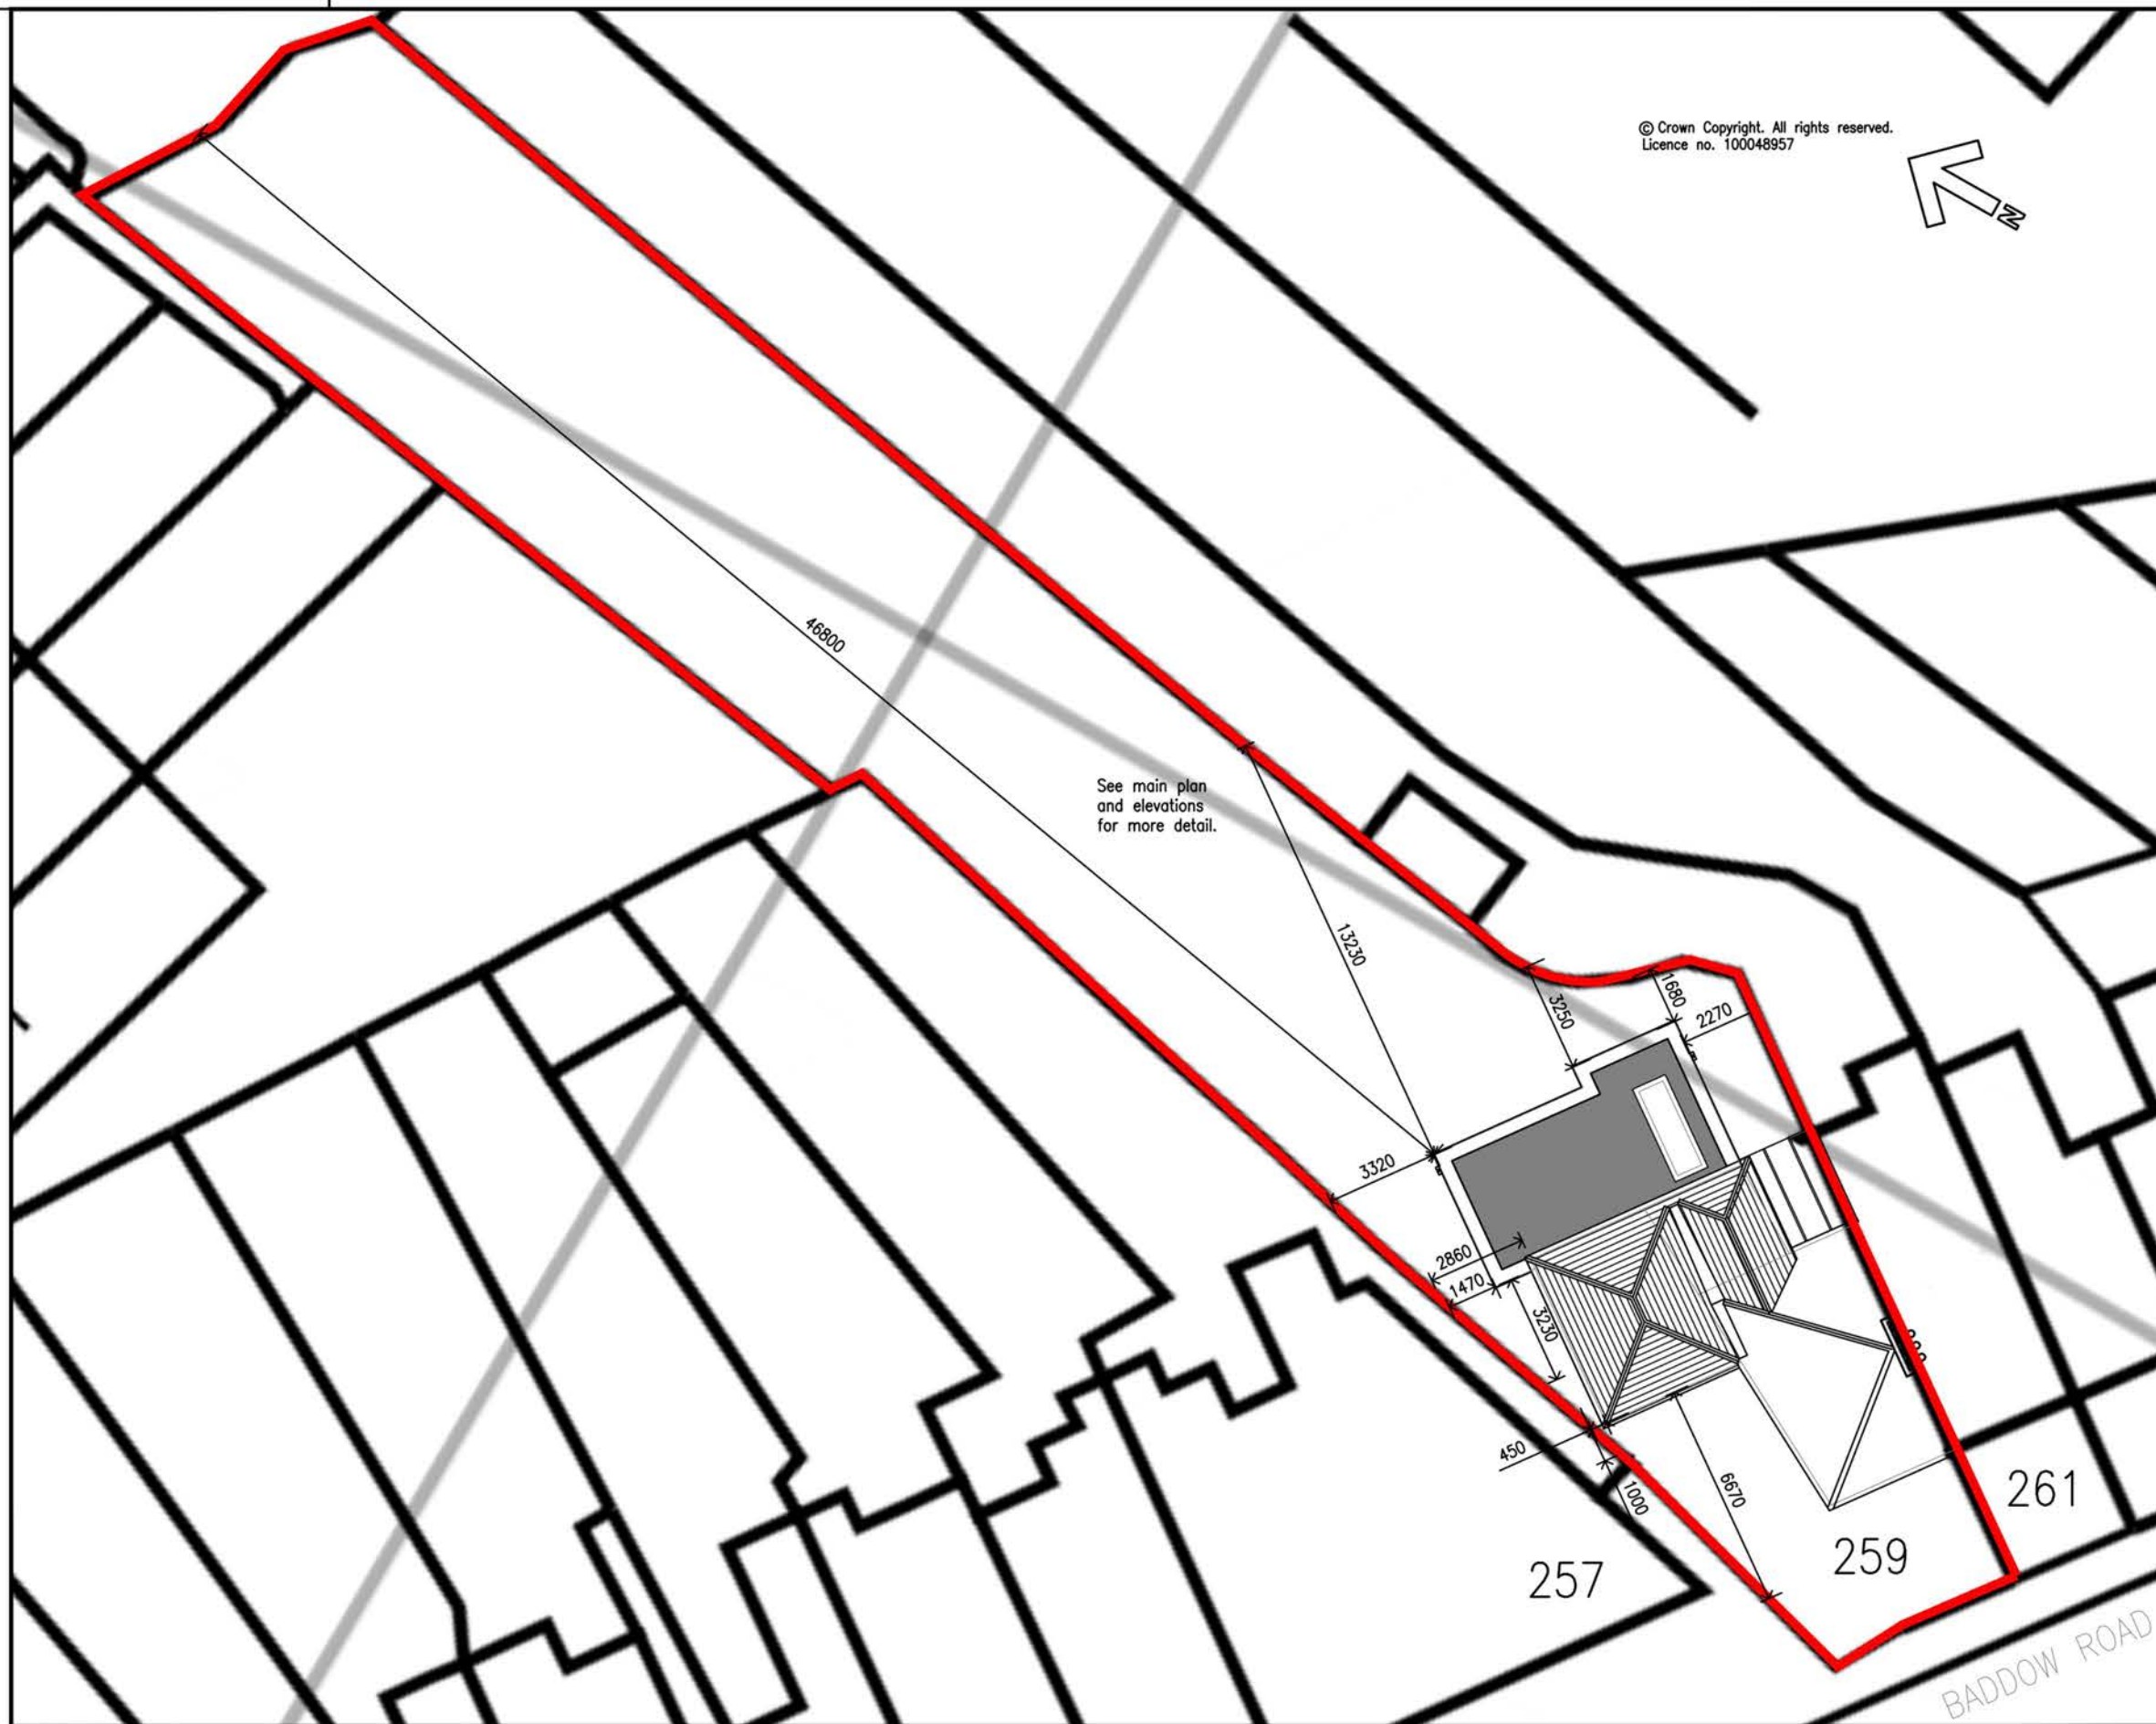 © Crown Copyright. All rights reserved.
Licence no. 100048957
N
46800
See main plan
and elevations
for more detail.
13230
3250
1680
2270
3320
2860
1470
3230
450
1000
6670
257
259
261
BADDOW ROAD